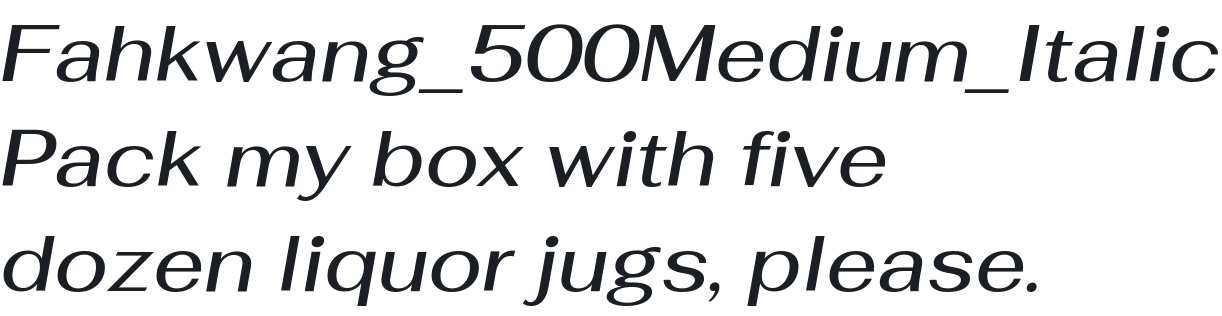 Fahkwang_500Medium_Italic
Pack my box with five
dozen liquor jugs, please.